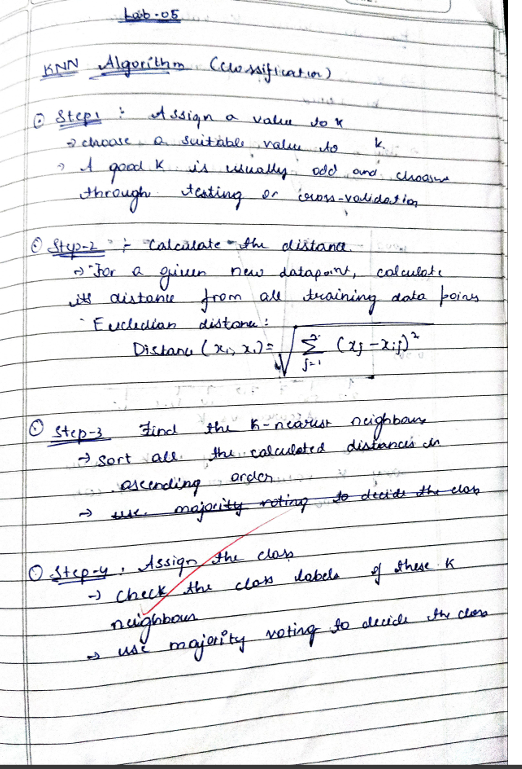 Lab-05
KNN Algorithm (classification)
Step1 : Assign a value to k
→ choose a suitable value to k.
→ A good k is usually odd and choosen
through testing or cross-validation
Step-2 :- Calculate the distance
→ For a given new datapoint, calculate
its distance from all training data poins
Eucledian distance :
Distance (x, xᵢ) = √ Σ j=1 n (xj - xij)²
Step-3 Find the K-nearest neighbours
→ Sort all the calculated distances in
ascending order.
→ use majority voting to decide the class
Step-4 : Assign the class
→ check the class labels of these K
neighbours
→ use majority voting to decide the class